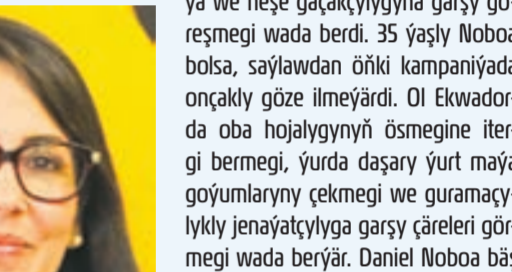 ýa we neşe gaçakçylygyna garşy gö-
reşmegi wada berdi. 35 ýaşly Noboa
bolsa, saýlawdan öňki kampaniýada
onçakly göze ilmeýärdi. Ol Ekwador-
da oba hojalygynyň ösmegine iter-
gi bermegi, ýurda daşary ýurt maýa
goýumlaryny çekmegi we guramaçy-
lykly jenaýatçylyga garşy çäreleri gör-
megi wada berýär. Daniel Noboa bäş